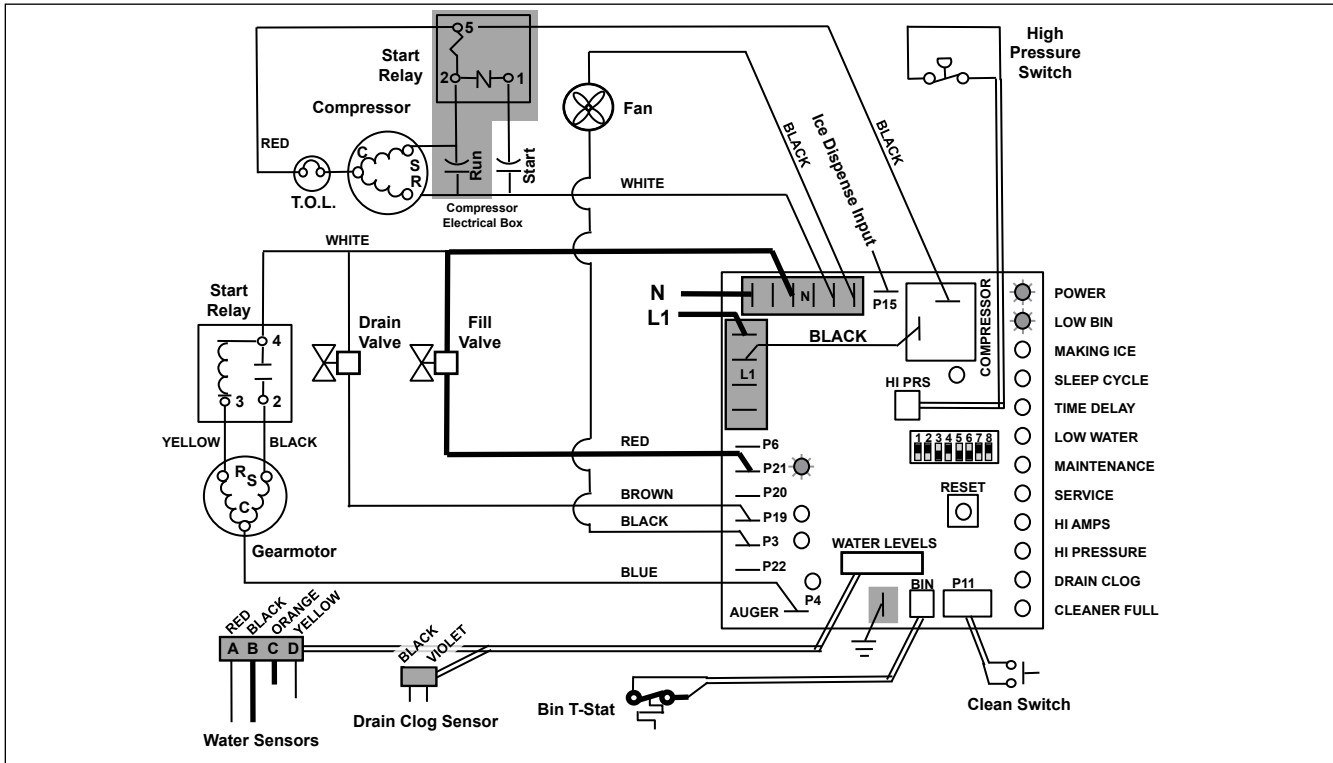 5
Start
Relay
2
N
1
Compressor
RED
C
S
R
T.O.L.
Run
Start
Compressor
Electrical Box
Fan
BLACK
Ice Dispense Input
BLACK
High
Pressure
Switch
WHITE
WHITE
Start
Relay
4
3
2
YELLOW
BLACK
R
S
C
Gearmotor
Drain
Valve
Fill
Valve
N
L1
N
P15
BLACK
COMPRESSOR
L1
HI PRS
RED
P6
P21
P20
BROWN
P19
BLACK
P3
P22
BLUE
P4
AUGER
1 2 3 4 5 6 7 8
RESET
WATER LEVELS
BIN
P11
POWER
LOW BIN
MAKING ICE
SLEEP CYCLE
TIME DELAY
LOW WATER
MAINTENANCE
SERVICE
HI AMPS
HI PRESSURE
DRAIN CLOG
CLEANER FULL
RED
BLACK
ORANGE
YELLOW
A B C D
Water Sensors
BLACK
VIOLET
Drain Clog Sensor
Bin T-Stat
Clean Switch